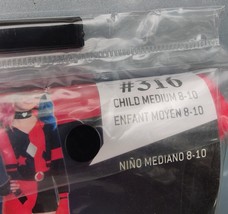 #316
CHILD MEDIUM 8-10
ENFANT MOYEN 8-10
NIÑO MEDIANO 8-10